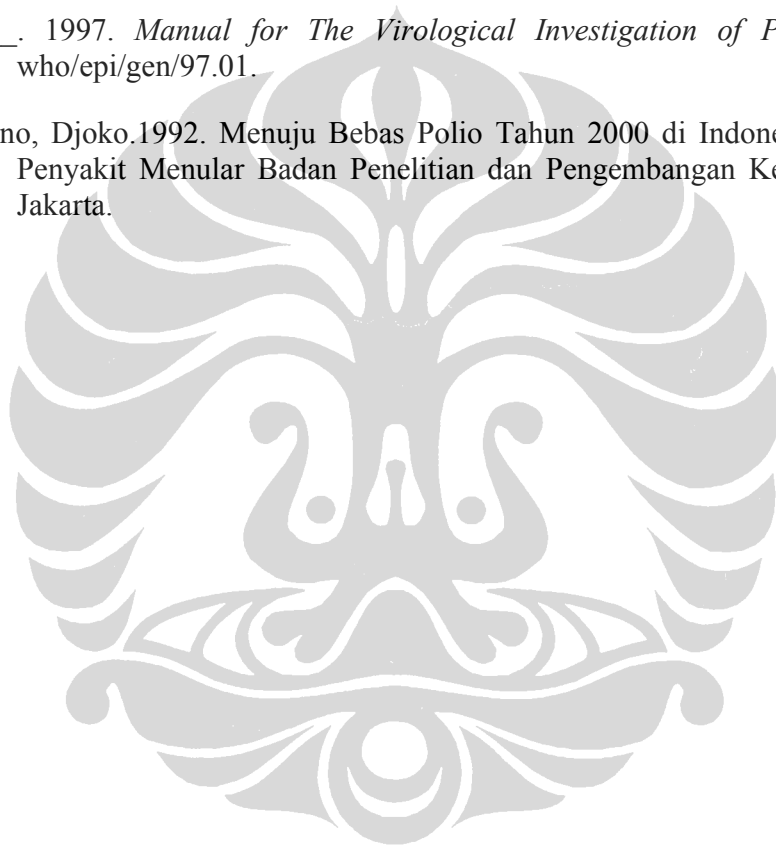 _. 1997. Manual for The Virological Investigation of P
who/epi/gen/97.01.
no, Djoko.1992. Menuju Bebas Polio Tahun 2000 di Indone
Penyakit Menular Badan Penelitian dan Pengembangan Ke
Jakarta.